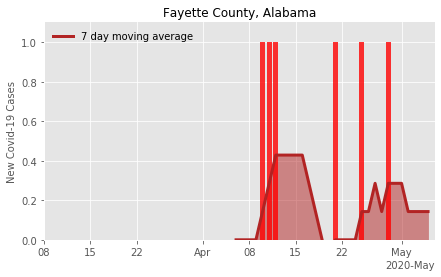 Fayette County, Alabama
7 day moving average
New Covid-19 Cases
1.0
0.8
0.6
0.4
0.2
0.0
08 15 22 Apr 08 15 22 May
2020-May